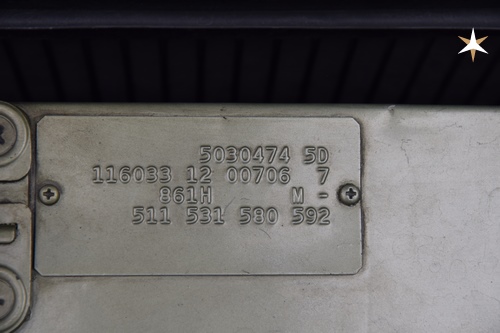 5030474 5D
116033 12 00706 7
861H M -
511 531 580 592